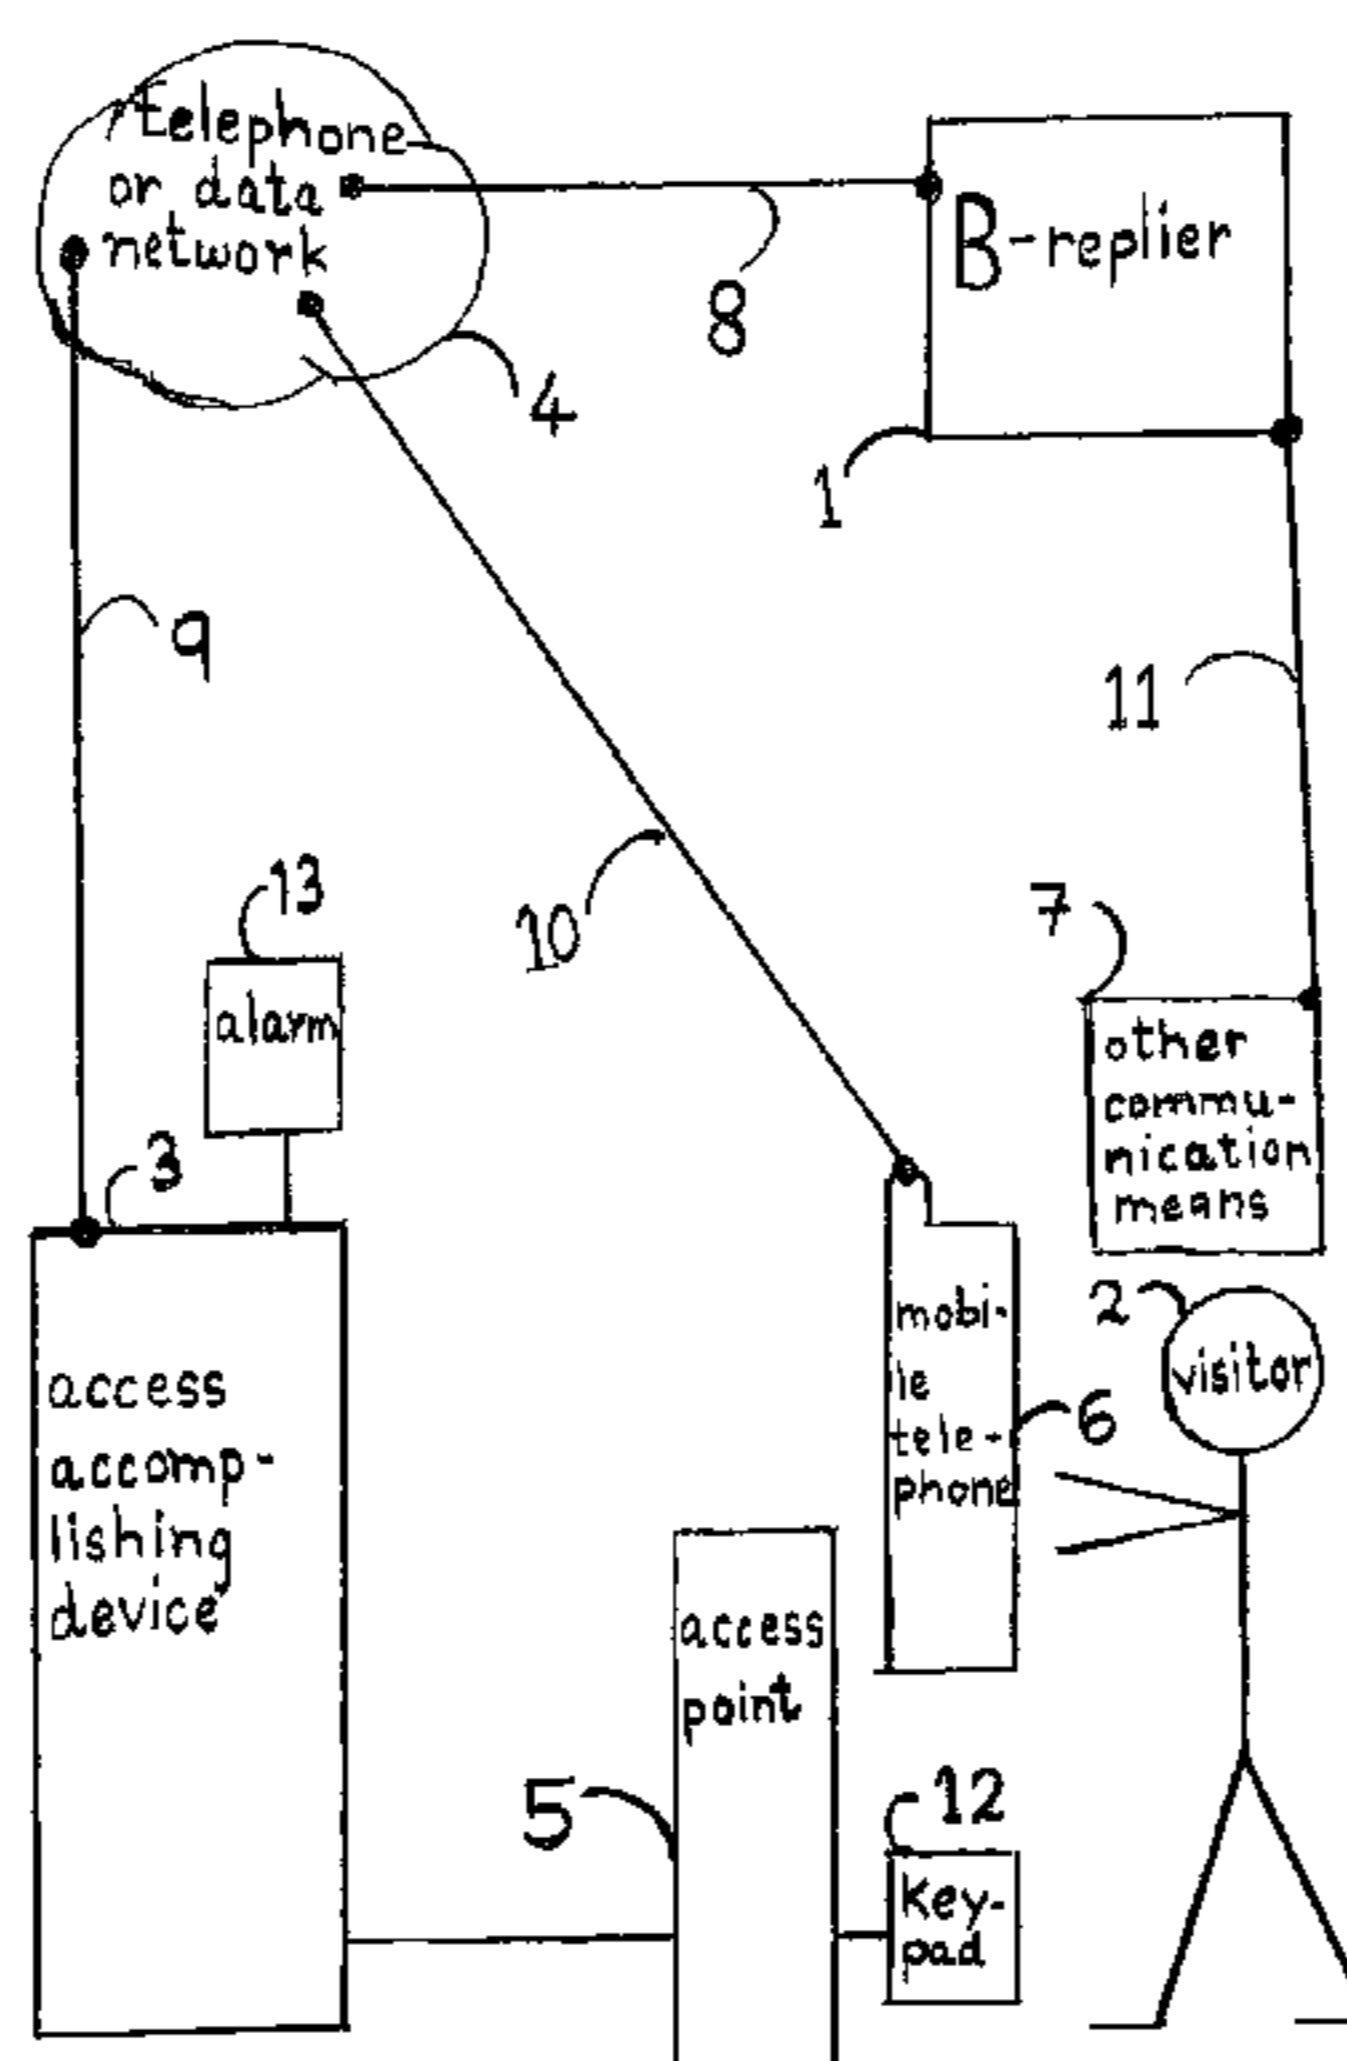 telephone
or data
network
B-replier
8
4
1
9
11
10
13
alarm
7
other
commu-
nication
means
3
access
accomp-
lishing
device
mobi-
le
tele-
phone
6
2
visitor
access
point
5
12
Key-
pad